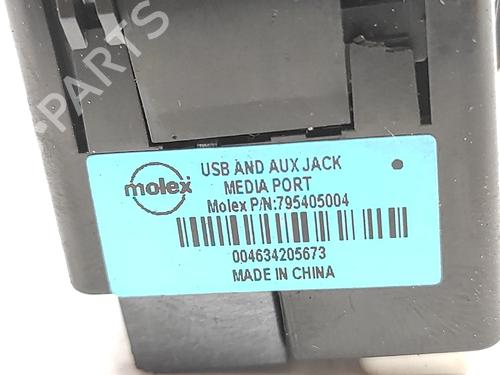 PARTS
molex
USB AND AUX JACK
MEDIA PORT
Molex P/N:795405004
004634205673
MADE IN CHINA